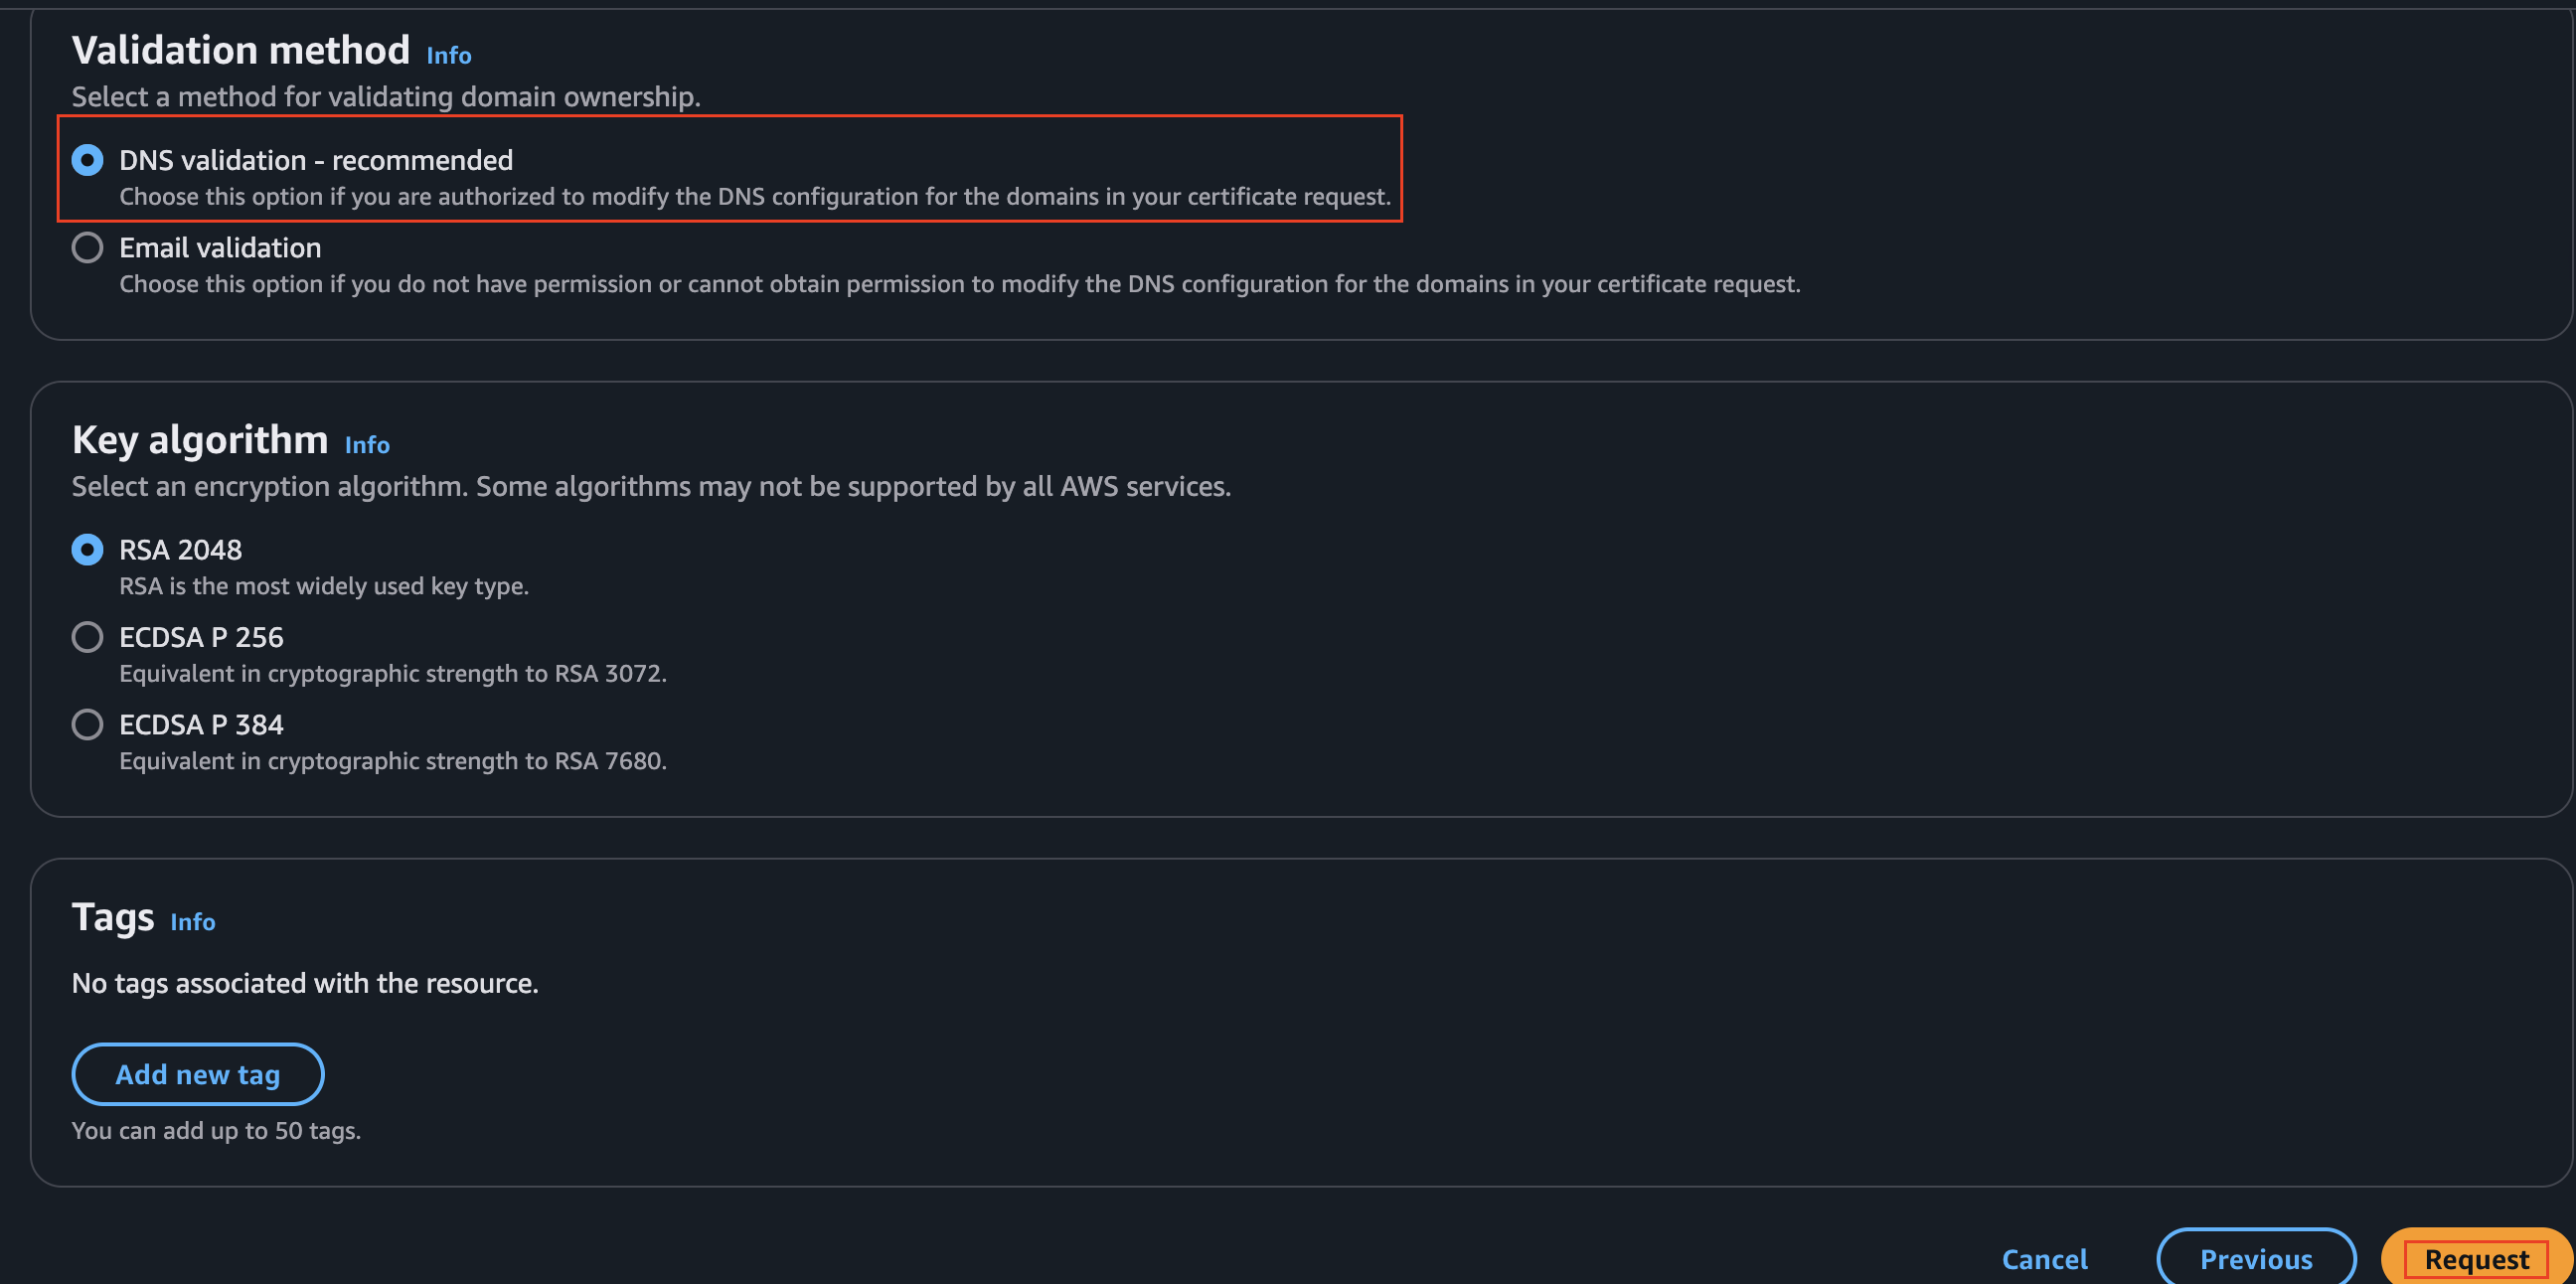 Validation method Info
Select a method for validating domain ownership.
DNS validation - recommended
Choose this option if you are authorized to modify the DNS configuration for the domains in your certificate request.
Email validation
Choose this option if you do not have permission or cannot obtain permission to modify the DNS configuration for the domains in your certificate request.
Key algorithm Info
Select an encryption algorithm. Some algorithms may not be supported by all AWS services.
RSA 2048
RSA is the most widely used key type.
ECDSA P 256
Equivalent in cryptographic strength to RSA 3072.
ECDSA P 384
Equivalent in cryptographic strength to RSA 7680.
Tags Info
No tags associated with the resource.
Add new tag
You can add up to 50 tags.
Cancel Previous Request